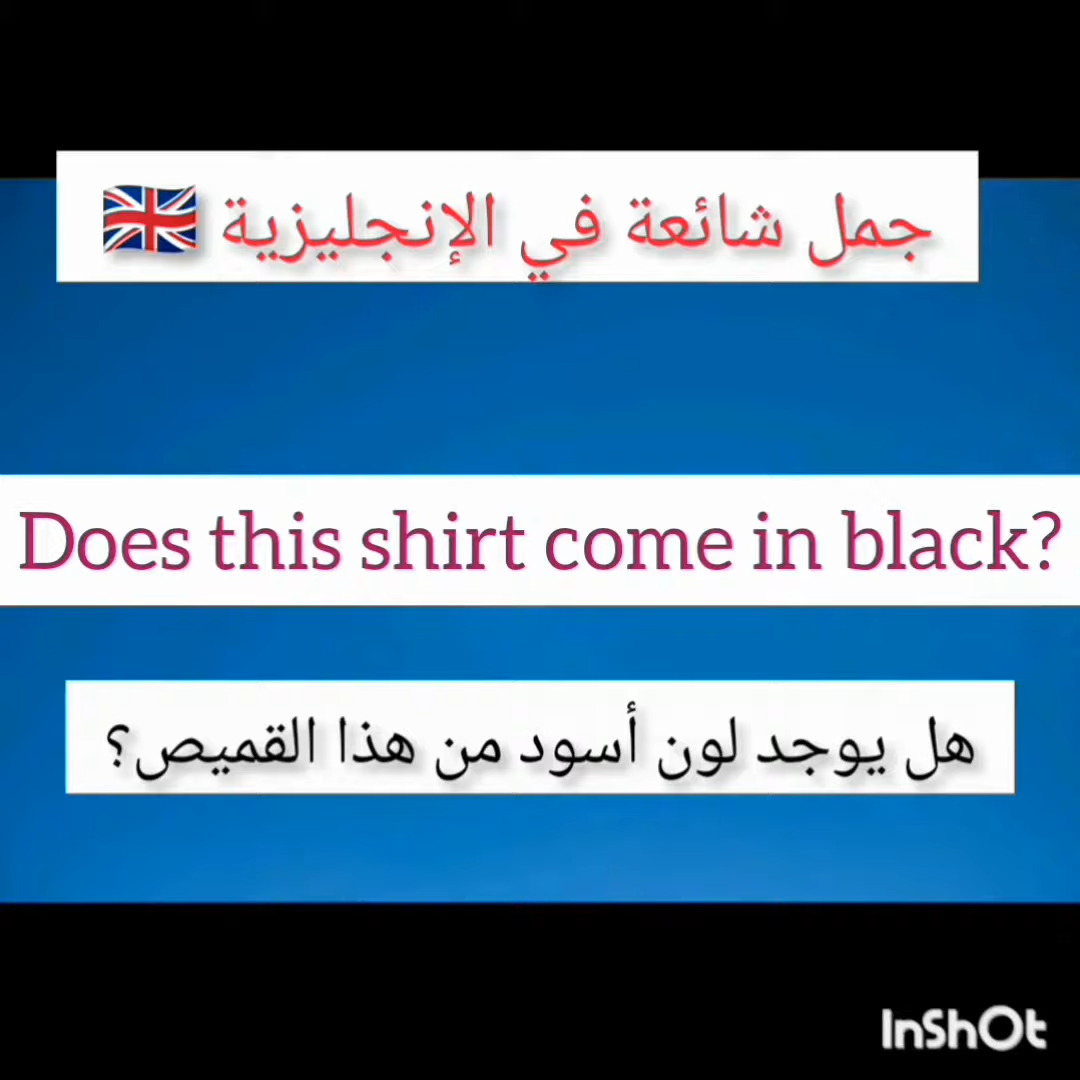 جمل شائعة في الإنجليزية 🇬🇧
Does this shirt come in black?
هل يوجد لون أسود من هذا القميص؟
InShOt